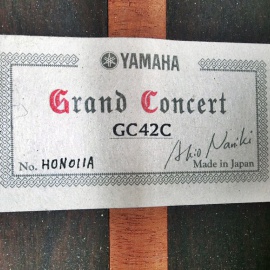 YAMAHA
Grand Concert
GC42C
Akio Naniki
No. HON011A
Made in Japan